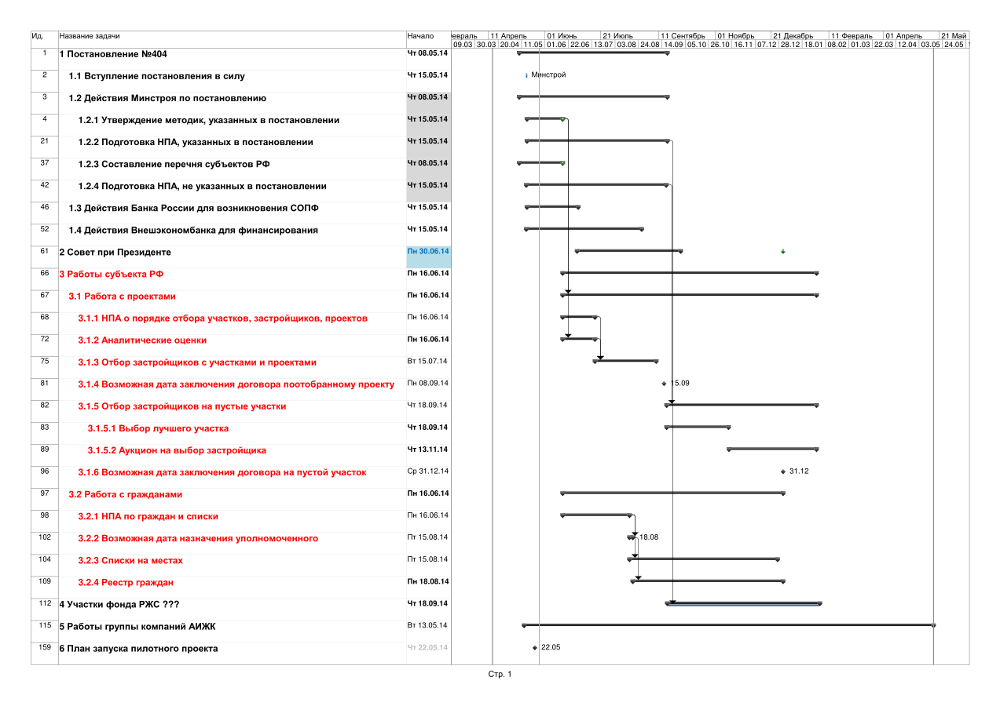 Ид. Название задачи Начало евраль 11 Апрель 01 Июнь 21 Июль 11 Сентябрь 01 Ноябрь 21 Декабрь 11 Февраль 01 Апрель 21 Май
09.03 30.03 20.04 11.05 01.06 22.06 13.07 03.08 24.08 14.09 05.10 26.10 16.11 07.12 28.12 18.01 08.02 01.03 22.03 12.04 03.05 24.05 1
1 1 Постановление №404 Чт 08.05.14
2 1.1 Вступление постановления в силу Чт 15.05.14 Минстрой
3 1.2 Действия Минстроя по постановлению Чт 08.05.14
4 1.2.1 Утверждение методик, указанных в постановлении Чт 15.05.14
21 1.2.2 Подготовка НПА, указанных в постановлении Чт 15.05.14
37 1.2.3 Составление перечня субъектов РФ Чт 08.05.14
42 1.2.4 Подготовка НПА, не указанных в постановлении Чт 15.05.14
46 1.3 Действия Банка России для возникновения СОПФ Чт 15.05.14
52 1.4 Действия Внешэкономбанка для финансирования Чт 15.05.14
61 2 Совет при Президенте Пн 30.06.14
66 3 Работы субъекта РФ Пн 16.06.14
67 3.1 Работа с проектами Пн 16.06.14
68 3.1.1 НПА о порядке отбора участков, застройщиков, проектов Пн 16.06.14
72 3.1.2 Аналитические оценки Пн 16.06.14
75 3.1.3 Отбор застройщиков с участками и проектами Вт 15.07.14
81 3.1.4 Возможная дата заключения договора поотобранному проекту Пн 08.09.14 15.09
82 3.1.5 Отбор застройщиков на пустые участки Чт 18.09.14
83 3.1.5.1 Выбор лучшего участка Чт 18.09.14
89 3.1.5.2 Аукцион на выбор застройщика Чт 13.11.14
96 3.1.6 Возможная дата заключения договора на пустой участок Ср 31.12.14 31.12
97 3.2 Работа с гражданами Пн 16.06.14
98 3.2.1 НПА по граждан и списки Пн 16.06.14
102 3.2.2 Возможная дата назначения уполномоченного Пт 15.08.14 18.08
104 3.2.3 Списки на местах Пт 15.08.14
109 3.2.4 Реестр граждан Пн 18.08.14
112 4 Участки фонда РЖС ??? Чт 18.09.14
115 5 Работы группы компаний АИЖК Вт 13.05.14
159 6 План запуска пилотного проекта Чт 22.05.14 22.05
Стр. 1